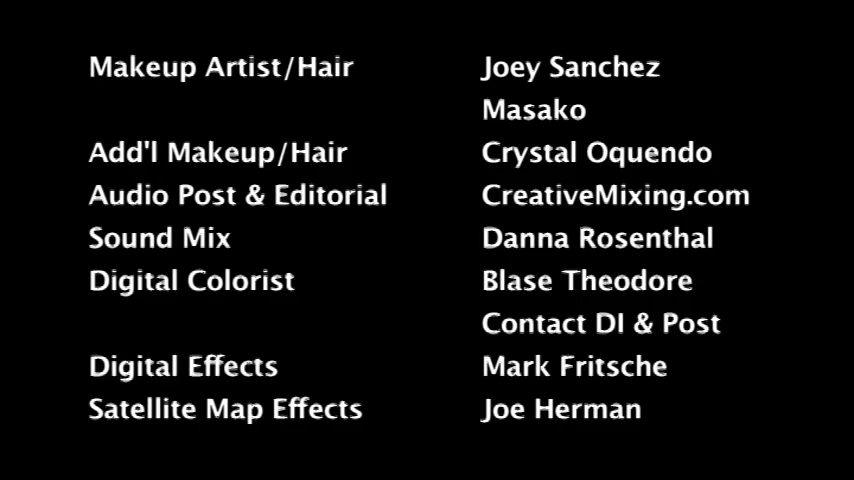 Makeup Artist/Hair Joey Sanchez
Masako
Add'l Makeup/Hair Crystal Oquendo
Audio Post & Editorial CreativeMixing.com
Sound Mix Danna Rosenthal
Digital Colorist Blase Theodore
Contact DI & Post
Digital Effects Mark Fritsche
Satellite Map Effects Joe Herman